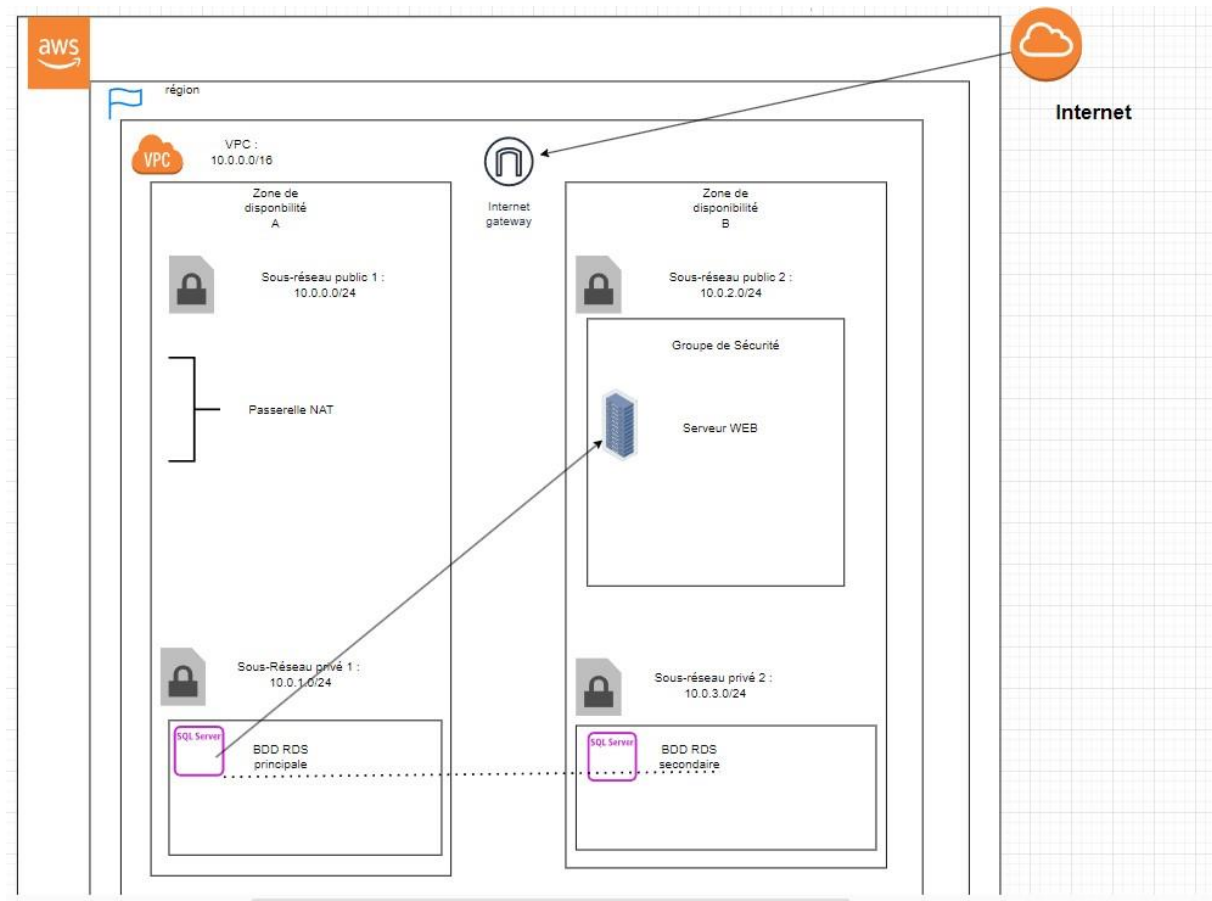 aws
Internet
région
VPC
VPC :
10.0.0.0/16
Internet
gateway
Zone de
disponbilité
A
Zone de
disponibilité
B
Sous-réseau public 1 :
10.0.0.0/24
Sous-réseau public 2 :
10.0.2.0/24
Groupe de Sécurité
Passerelle NAT
Serveur WEB
Sous-Réseau privé 1 :
10.0.1.0/24
Sous-réseau privé 2 :
10.0.3.0/24
SQL Server
BDD RDS
principale
SQL Server
BDD RDS
secondaire